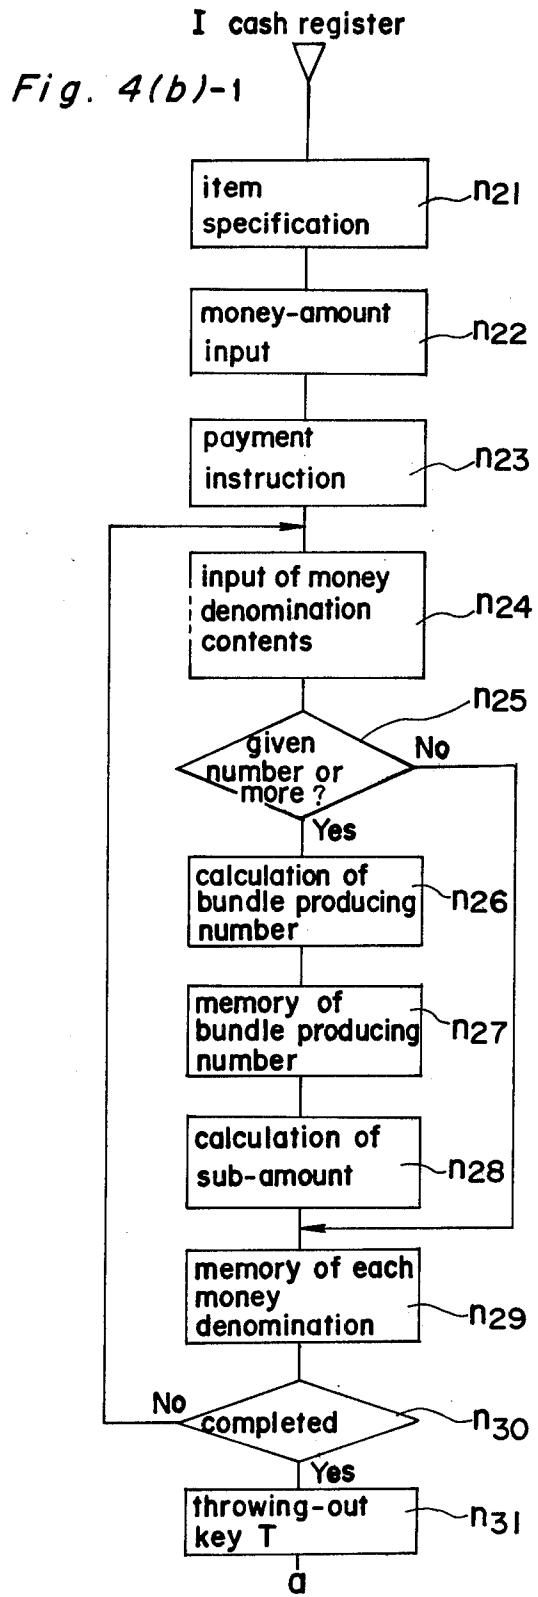 I cash register
Fig. 4(b)-1
item
specification
n21
money-amount
input
n22
payment
instruction
n23
input of money
denomination
contents
n24
n25
given
number or
more?
No
Yes
calculation of
bundle producing
number
n26
memory of
bundle producing
number
n27
calculation of
sub-amount
n28
memory of each
money
denomination
n29
No
completed
n30
Yes
throwing-out
key T
n31
a